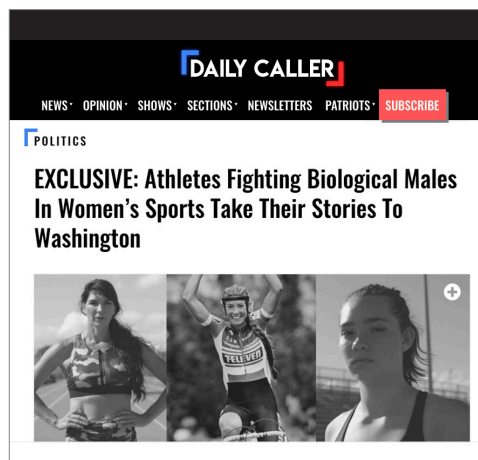 DAILY CALLER
NEWS OPINION SHOWS SECTIONS NEWSLETTERS PATRIOTS SUBSCRIBE
POLITICS
EXCLUSIVE: Athletes Fighting Biological Males
In Women’s Sports Take Their Stories To
Washington